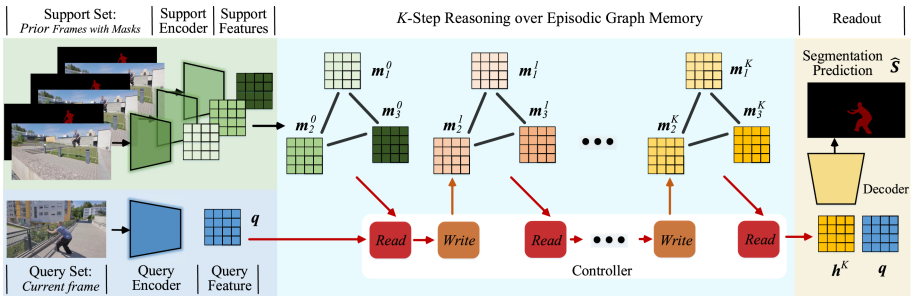 Support Set:
Prior Frames with Masks
Support
Encoder
Support
Features
K-Step Reasoning over Episodic Graph Memory
Readout
Segmentation
Prediction Ŝ
m₁⁰
m₂⁰
m₃⁰
m₁¹
m₂¹
m₃¹
m₁ᴷ
m₂ᴷ
m₃ᴷ
Decoder
q
Read
Write
Read
Write
Read
Controller
hᴷ
q
Query Set:
Current frame
Query
Encoder
Query
Feature